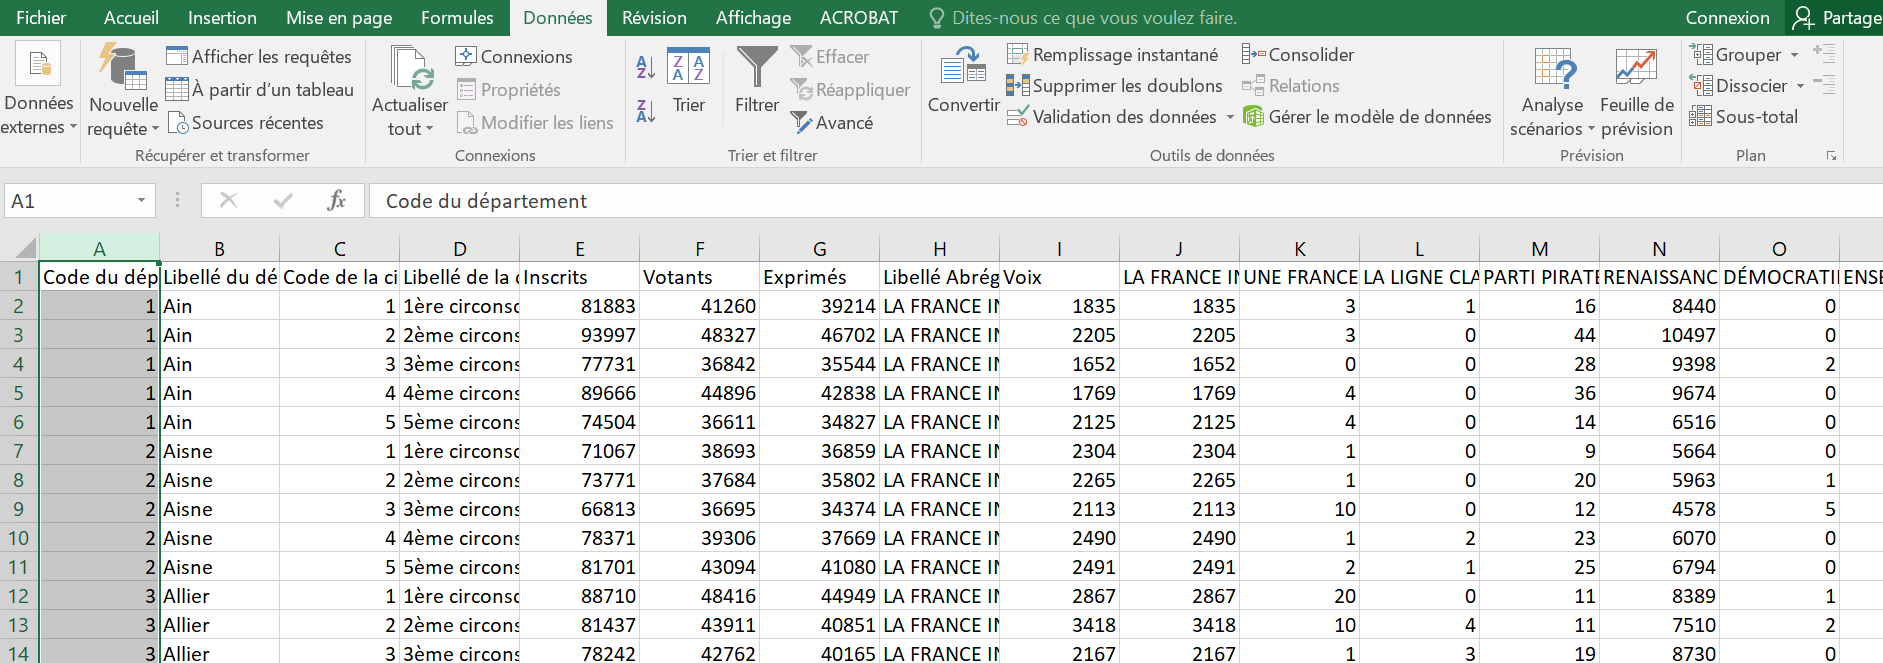 Fichier Accueil Insertion Mise en page Formules Données Révision Affichage ACROBAT Dites-nous ce que vous voulez faire. Connexion Partage
Données externes
Nouvelle requête
Afficher les requêtes
À partir d'un tableau
Sources récentes
Récupérer et transformer
Actualiser tout
Connexions
Propriétés
Modifier les liens
Connexions
Trier
Filtrer
Effacer
Réappliquer
Avancé
Trier et filtrer
Convertir
Remplissage instantané
Supprimer les doublons
Validation des données
Consolider
Relations
Gérer le modèle de données
Outils de données
Analyse scénarios
Feuille de prévision
Prévision
Grouper
Dissocier
Sous-total
Plan
A1 fx Code du département
A B C D E F G H I J K L M N O
1 Code du dép Libellé du dé Code de la ci Libellé de la c Inscrits Votants Exprimés Libellé Abrég Voix LA FRANCE IN UNE FRANCE LA LIGNE CLA PARTI PIRATE RENAISSANC DÉMOCRATI ENSE
2 1 Ain 1 1ère circonsc 81883 41260 39214 LA FRANCE IN 1835 1835 3 1 16 8440 0
3 1 Ain 2 2ème circons 93997 48327 46702 LA FRANCE IN 2205 2205 3 0 44 10497 0
4 1 Ain 3 3ème circons 77731 36842 35544 LA FRANCE IN 1652 1652 0 0 28 9398 2
5 1 Ain 4 4ème circons 89666 44896 42838 LA FRANCE IN 1769 1769 4 0 36 9674 0
6 1 Ain 5 5ème circons 74504 36611 34827 LA FRANCE IN 2125 2125 4 0 14 6516 0
7 2 Aisne 1 1ère circonsc 71067 38693 36859 LA FRANCE IN 2304 2304 1 0 9 5664 0
8 2 Aisne 2 2ème circons 73771 37684 35802 LA FRANCE IN 2265 2265 1 0 20 5963 1
9 2 Aisne 3 3ème circons 66813 36695 34374 LA FRANCE IN 2113 2113 10 0 12 4578 5
10 2 Aisne 4 4ème circons 78371 39306 37669 LA FRANCE IN 2490 2490 1 2 23 6070 0
11 2 Aisne 5 5ème circons 81701 43094 41080 LA FRANCE IN 2491 2491 2 1 25 6794 0
12 3 Allier 1 1ère circonsc 88710 48416 44949 LA FRANCE IN 2867 2867 20 0 11 8389 1
13 3 Allier 2 2ème circons 81437 43911 40851 LA FRANCE IN 3418 3418 10 4 11 7510 2
14 3 Allier 3 3ème circons 78242 42762 40165 LA FRANCE IN 2167 2167 1 3 19 8730 0